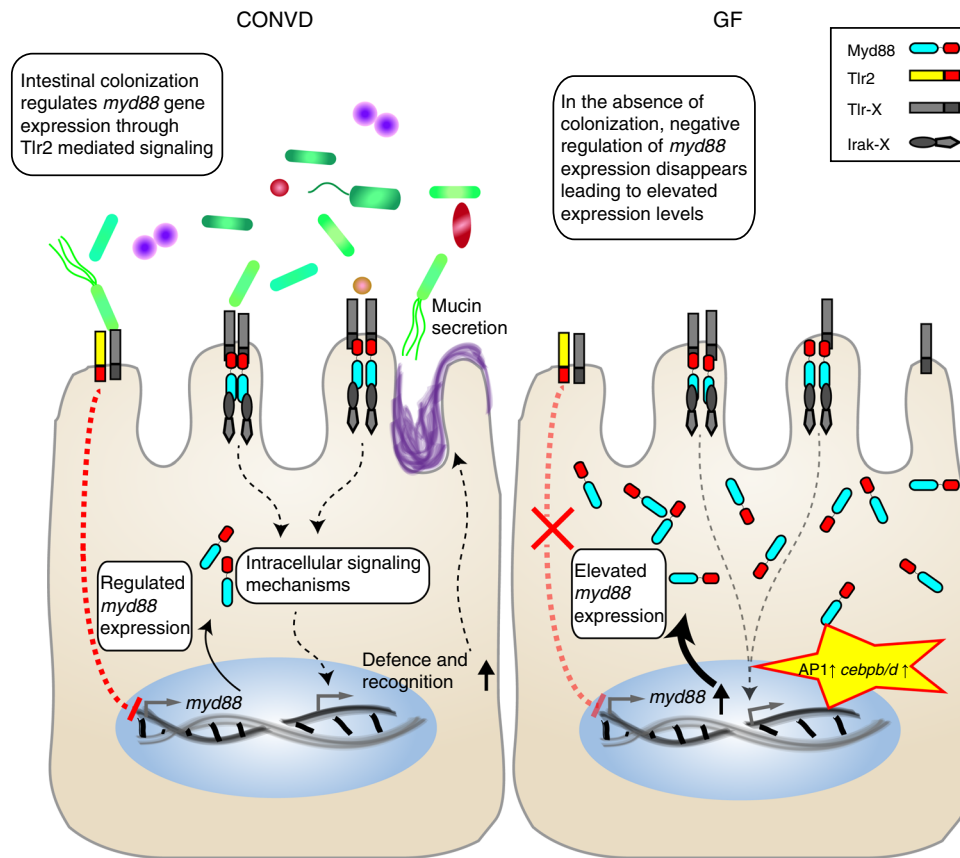 CONVD
Intestinal colonization
regulates myd88 gene
expression through
Tlr2 mediated signaling
Mucin
secretion
Regulated
myd88
expression
Intracellular signaling
mechanisms
Defence and
recognition
myd88
GF
In the absence of
colonization, negative
regulation of myd88
expression disappears
leading to elevated
expression levels
Myd88
Tlr2
Tlr-X
Irak-X
Elevated
myd88
expression
AP1↑ cebpb/d ↑
myd88